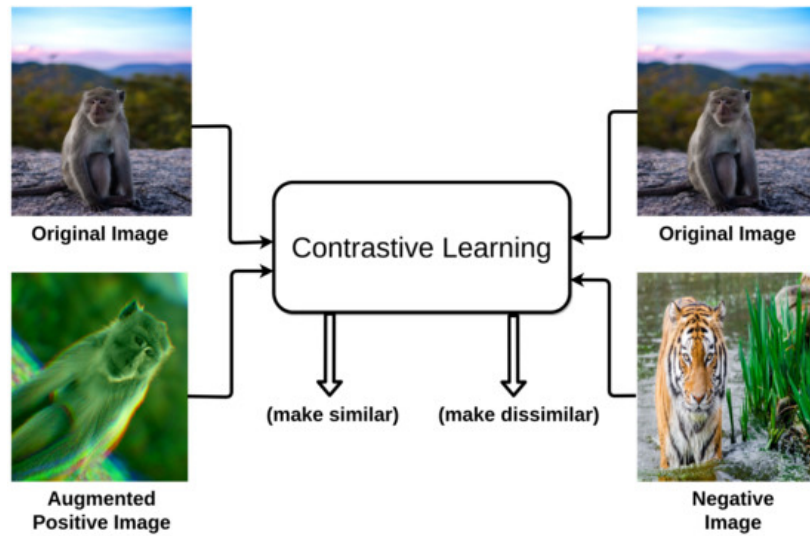 Original Image
Original Image
Contrastive Learning
(make similar)
(make dissimilar)
Augmented
Positive Image
Negative
Image